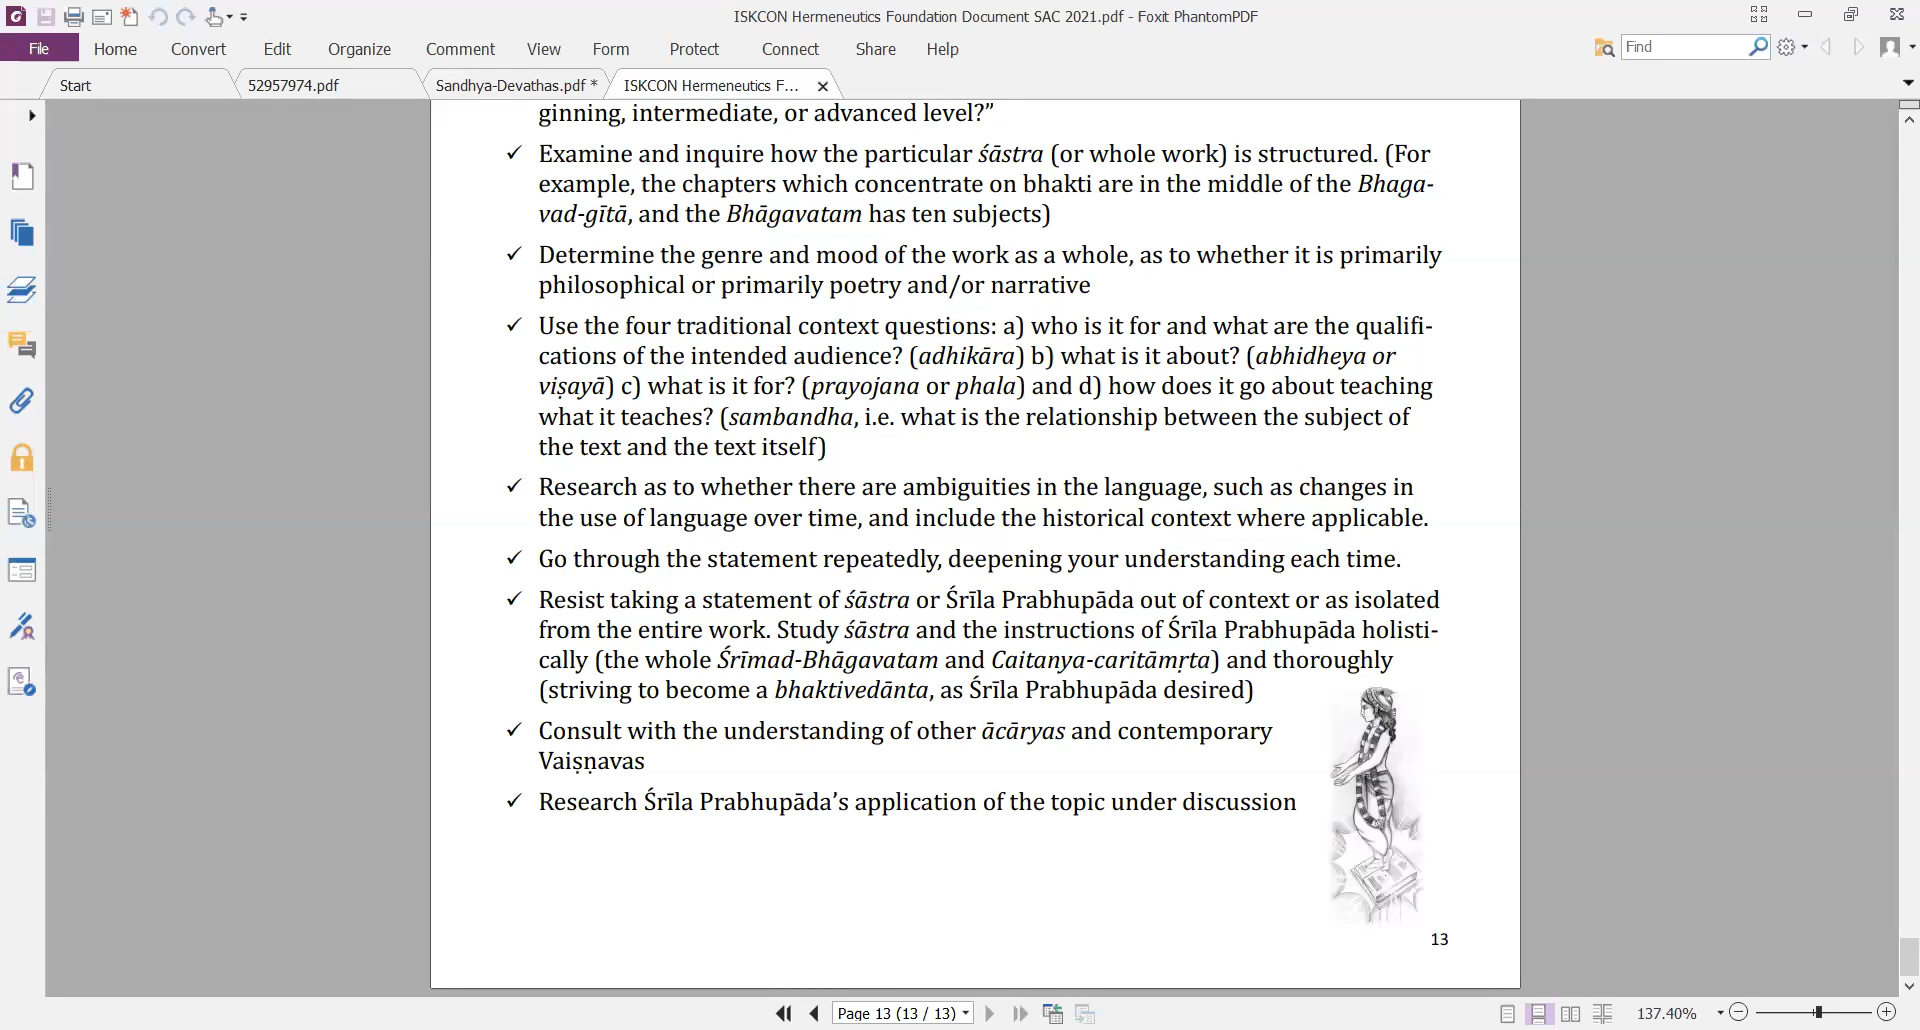 ISKCON Hermeneutics Foundation Document SAC 2021.pdf - Foxit PhantomPDF
File Home Convert Edit Organize Comment View Form Protect Connect Share Help Find
Start 52957974.pdf Sandhya-Devathas.pdf * ISKCON Hermeneutics F...
ginning, intermediate, or advanced level?”
✓ Examine and inquire how the particular śāstra (or whole work) is structured. (For
example, the chapters which concentrate on bhakti are in the middle of the Bhaga-
vad-gītā, and the Bhāgavatam has ten subjects)
✓ Determine the genre and mood of the work as a whole, as to whether it is primarily
philosophical or primarily poetry and/or narrative
✓ Use the four traditional context questions: a) who is it for and what are the qualifi-
cations of the intended audience? (adhikāra) b) what is it about? (abhidheya or
viṣayā) c) what is it for? (prayojana or phala) and d) how does it go about teaching
what it teaches? (sambandha, i.e. what is the relationship between the subject of
the text and the text itself)
✓ Research as to whether there are ambiguities in the language, such as changes in
the use of language over time, and include the historical context where applicable.
✓ Go through the statement repeatedly, deepening your understanding each time.
✓ Resist taking a statement of śāstra or Śrīla Prabhupāda out of context or as isolated
from the entire work. Study śāstra and the instructions of Śrīla Prabhupāda holisti-
cally (the whole Śrīmad-Bhāgavatam and Caitanya-caritāmṛta) and thoroughly
(striving to become a bhaktivedānta, as Śrīla Prabhupāda desired)
✓ Consult with the understanding of other ācāryas and contemporary
Vaiṣṇavas
✓ Research Śrīla Prabhupāda’s application of the topic under discussion
13
Page 13 (13 / 13) 137.40%